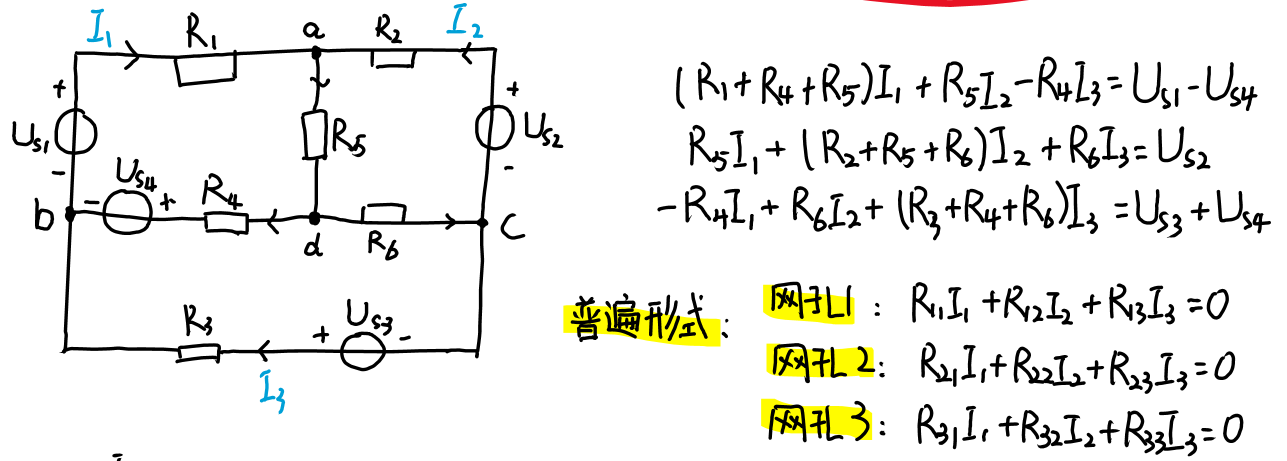 I₁ R₁ a R₂ I₂
+ +
Uₛ₁ R₅ Uₛ₂
- -
Uₛ₄ R₄
b - + d R₆ c
R₃ + Uₛ₃ -
I₃
(R₁+R₄+R₅)I₁+R₅I₂-R₄I₃=Uₛ₁-Uₛ₄
R₅I₁+(R₂+R₅+R₆)I₂+R₆I₃=Uₛ₂
-R₄I₁+R₆I₂+(R₃+R₄+R₆)I₃=Uₛ₃+Uₛ₄
普遍形式:
网孔1: R₁I₁+R₁₂I₂+R₁₃I₃=0
网孔2: R₂₁I₁+R₂₂I₂+R₂₃I₃=0
网孔3: R₃₁I₁+R₃₂I₂+R₃₃I₃=0